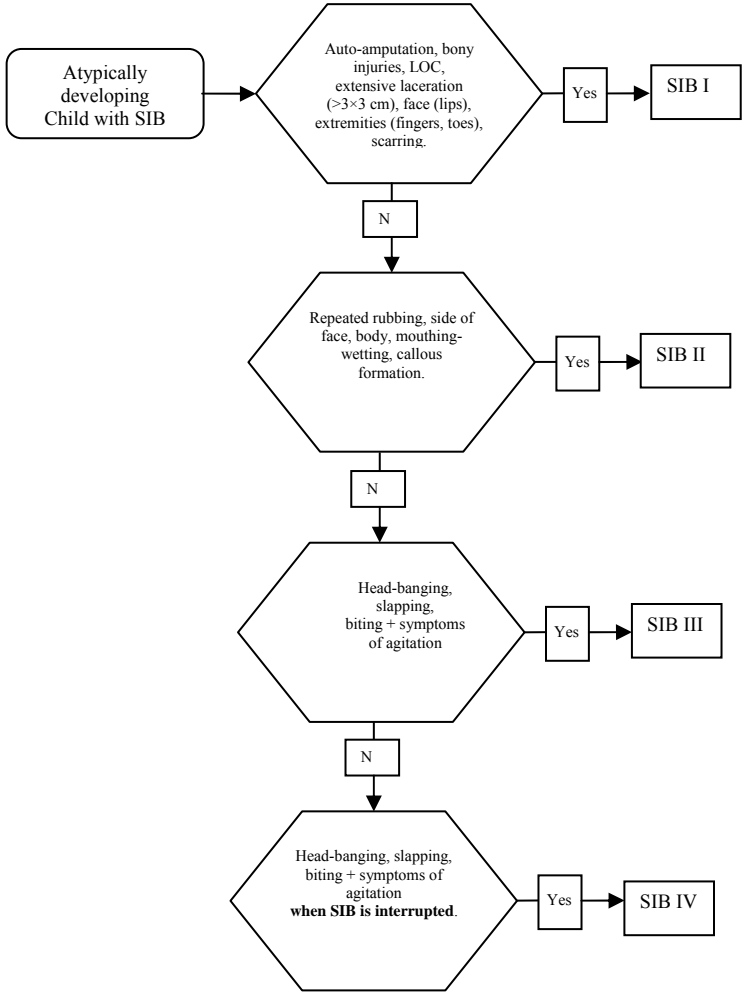 Atypically
developing
Child with SIB
Auto-amputation, bony
injuries, LOC,
extensive laceration
(>3×3 cm), face (lips),
extremities (fingers, toes),
scarring.
Yes
SIB I
N
Repeated rubbing, side of
face, body, mouthing-
wetting, callous
formation.
Yes
SIB II
N
Head-banging,
slapping,
biting + symptoms
of agitation
Yes
SIB III
N
Head-banging, slapping,
biting + symptoms of
agitation
when SIB is interrupted.
Yes
SIB IV